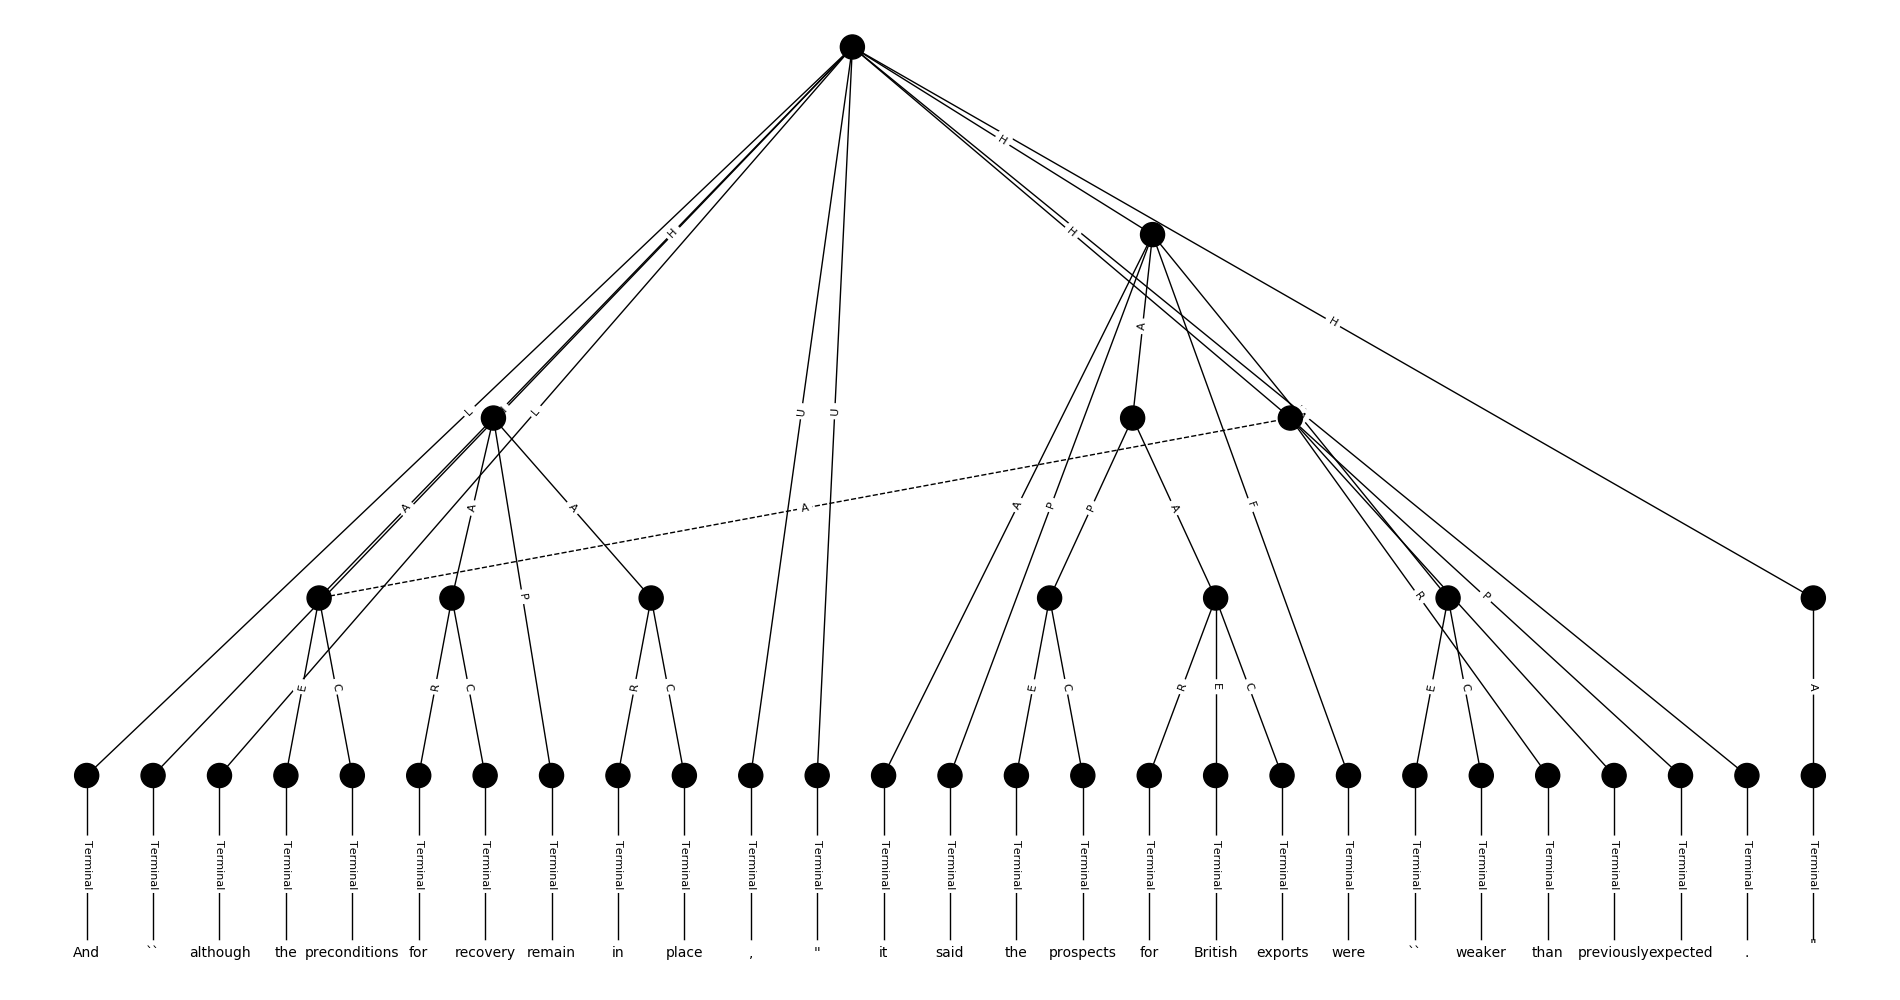 H
H
H
H
A
L
L
U
U
A
A
A
A
A
A
P
P
A
F
P
R
P
E
C
R
C
R
C
E
C
R
E
C
E
C
A
Terminal Terminal Terminal Terminal Terminal Terminal Terminal Terminal Terminal Terminal Terminal Terminal Terminal Terminal Terminal Terminal Terminal Terminal Terminal Terminal Terminal Terminal Terminal Terminal Terminal Terminal Terminal
And `` although the preconditions for recovery remain in place , " it said the prospects for British exports were `` weaker than previously expected . "